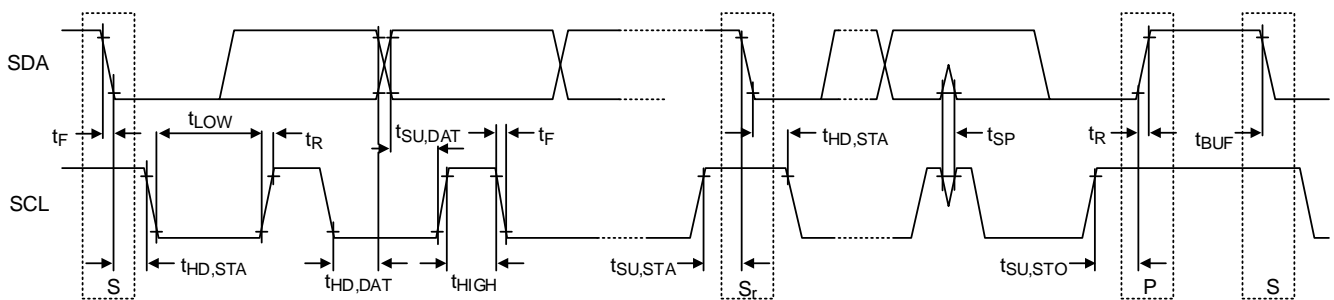 SDA
tF
tLOW
tR
tSU,DAT
tF
tHD,STA
tSP
tR
tBUF
SCL
tHD,STA
tHD,DAT
tHIGH
tSU,STA
tSU,STO
S
Sr
P
S